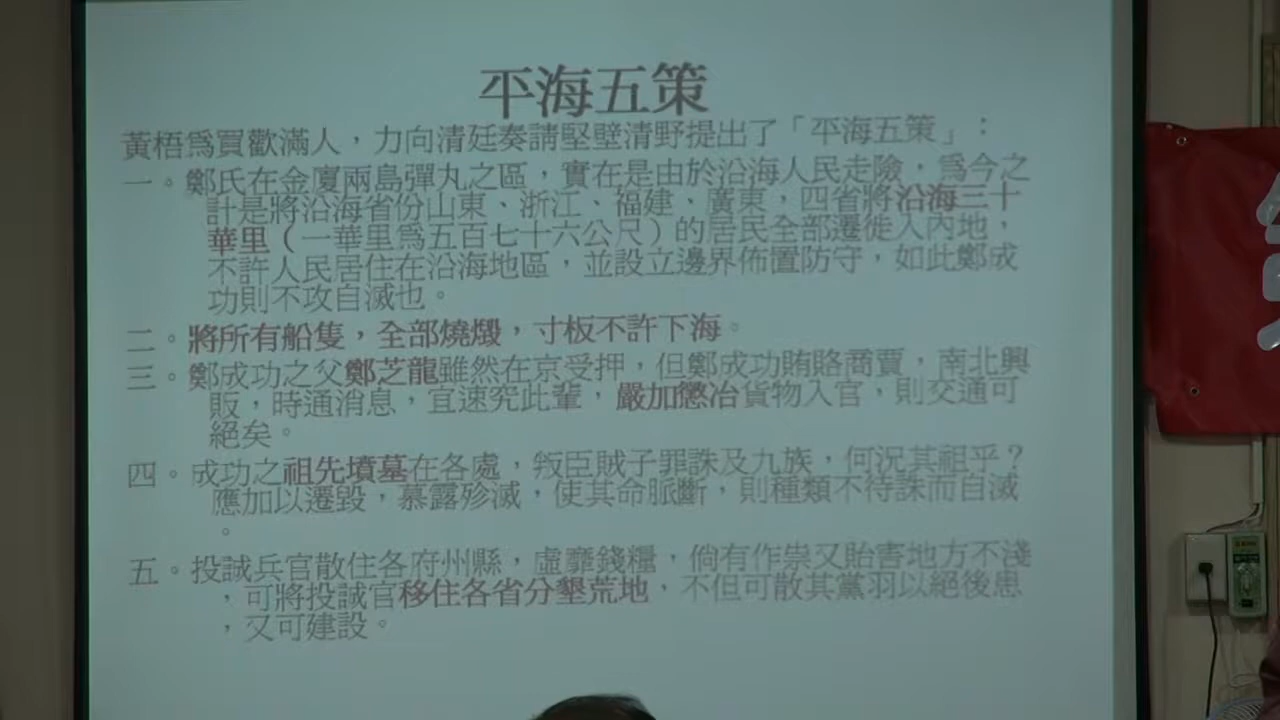 平海五策
黃梧為買歡滿人，力向清廷奏請堅壁清野提出了「平海五策」：
一。鄭氏在金廈兩島彈丸之區，實在是由於沿海人民走險，為今之
計是將沿海省份山東、浙江、福建、廣東，四省將沿海三十
華里（一華里為五百七十六公尺）的居民全部遷徙入內地，
不許人民居住在沿海地區，並設立邊界佈置防守，如此鄭成
功則不攻自滅也。
二。將所有船隻，全部燒燬，寸板不許下海。
三。鄭成功之父鄭芝龍雖然在京受押，但鄭成功賄賂商賈，南北興
販，時通消息，宜速究此輩，嚴加懲治貨物入官，則交通可
絕矣。
四。成功之祖先墳墓在各處，叛臣賊子罪誅及九族，何況其祖乎？
應加以遷毀，暴露殄滅，使其命脈斷，則種類不待誅而自滅
。
五。投誠兵官散住各府州縣，虛靡錢糧，倘有作祟又貽害地方不淺
，可將投誠官移住各省分墾荒地，不但可散其黨羽以絕後患
，又可建設。